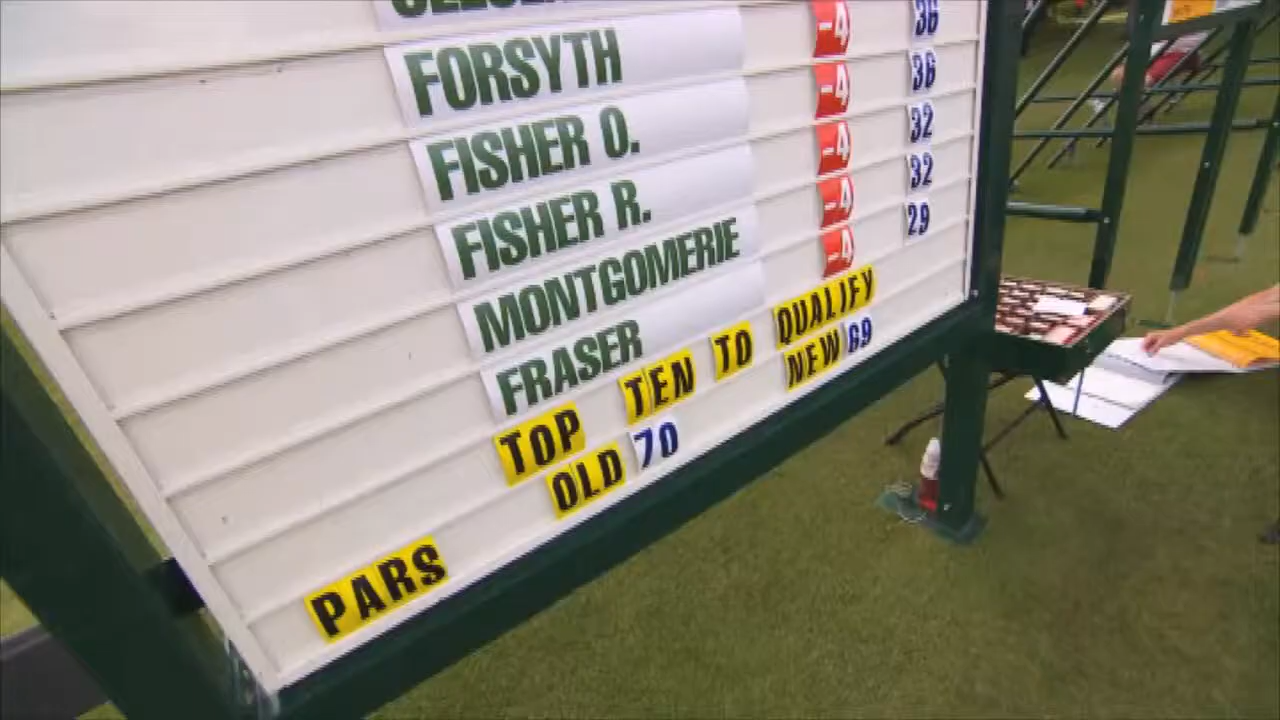 FORSYTH -4 36
FISHER O. -4 36
FISHER R. -4 32
MONTGOMERIE -4 32
FRASER -4 29
TOP TEN TO QUALIFY
PARS OLD 70 NEW 69